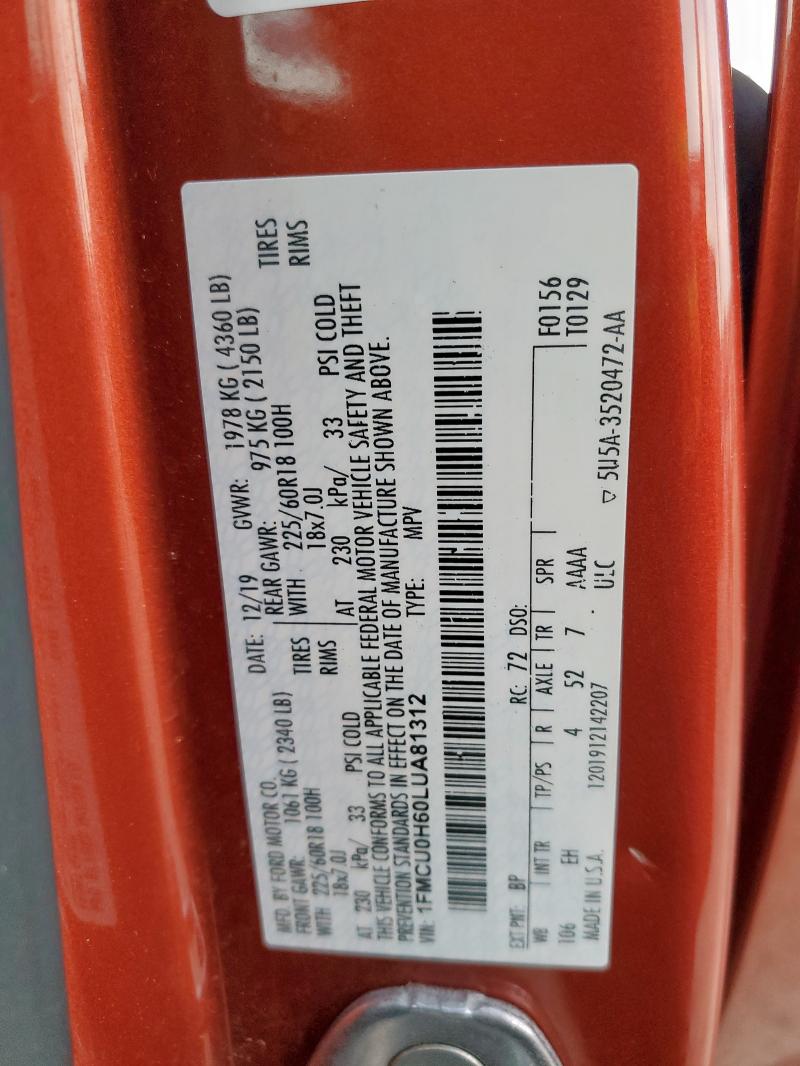 MFD. BY FORD MOTOR CO. DATE: 12/19 GVWR: 1978 KG ( 4360 LB)
FRONT GAWR: 1061 KG ( 2340 LB) REAR GAWR: 975 KG ( 2150 LB)
WITH 225/60R18 100H TIRES WITH 225/60R18 100H TIRES
18x7.0J RIMS 18x7.0J RIMS
AT 230 kPa/ 33 PSI COLD AT 230 kPa/ 33 PSI COLD
THIS VEHICLE CONFORMS TO ALL APPLICABLE FEDERAL MOTOR VEHICLE SAFETY AND THEFT
PREVENTION STANDARDS IN EFFECT ON THE DATE OF MANUFACTURE SHOWN ABOVE.
VIN: 1FMCU0H60LUA81312 TYPE: MPV
EXT PNT: BP RC: 72 DSO: F0156
WB INT TR TP/PS R AXLE TR SPR T0129
106 EH 4 52 7 AAAA
MADE IN U.S.A. 1201912142207 . UIC ▽ 5U5A-3520472-AA